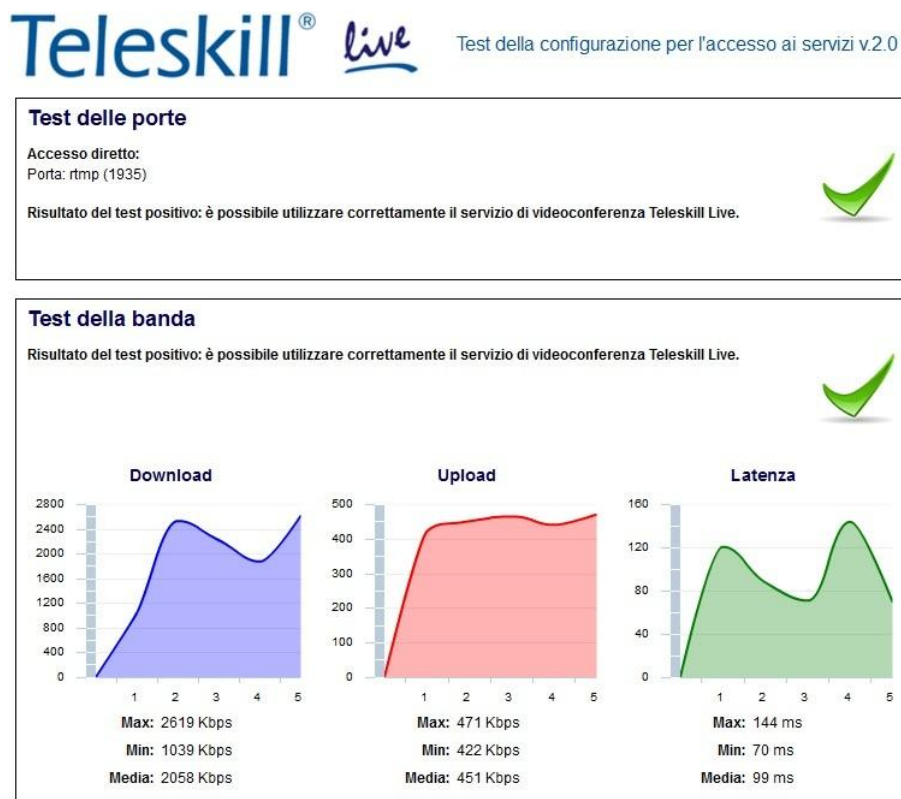 Teleskill® live
Test della configurazione per l'accesso ai servizi v.2.0
Test delle porte
Accesso diretto:
Porta: rtmp (1935)
Risultato del test positivo: è possibile utilizzare correttamente il servizio di videoconferenza Teleskill Live.
Test della banda
Risultato del test positivo: è possibile utilizzare correttamente il servizio di videoconferenza Teleskill Live.
Download
2800
2400
2000
1600
1200
800
400
0
1 2 3 4 5
Max: 2619 Kbps
Min: 1039 Kbps
Media: 2058 Kbps
Upload
500
400
300
200
100
0
1 2 3 4 5
Max: 471 Kbps
Min: 422 Kbps
Media: 451 Kbps
Latenza
160
120
80
40
0
1 2 3 4 5
Max: 144 ms
Min: 70 ms
Media: 99 ms